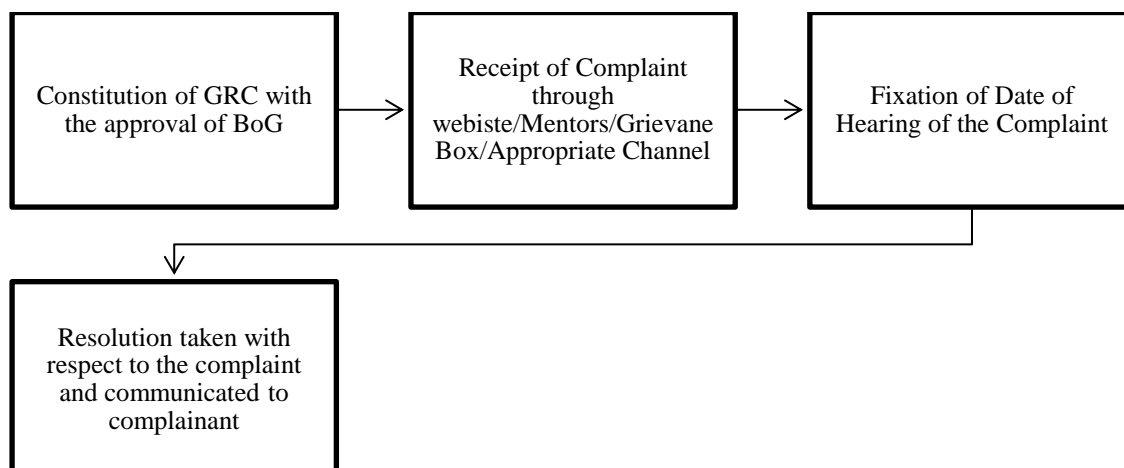 Constitution of GRC with
the approval of BoG
Receipt of Complaint
through
webiste/Mentors/Grievane
Box/Appropriate Channel
Fixation of Date of
Hearing of the Complaint
Resolution taken with
respect to the complaint
and communicated to
complainant